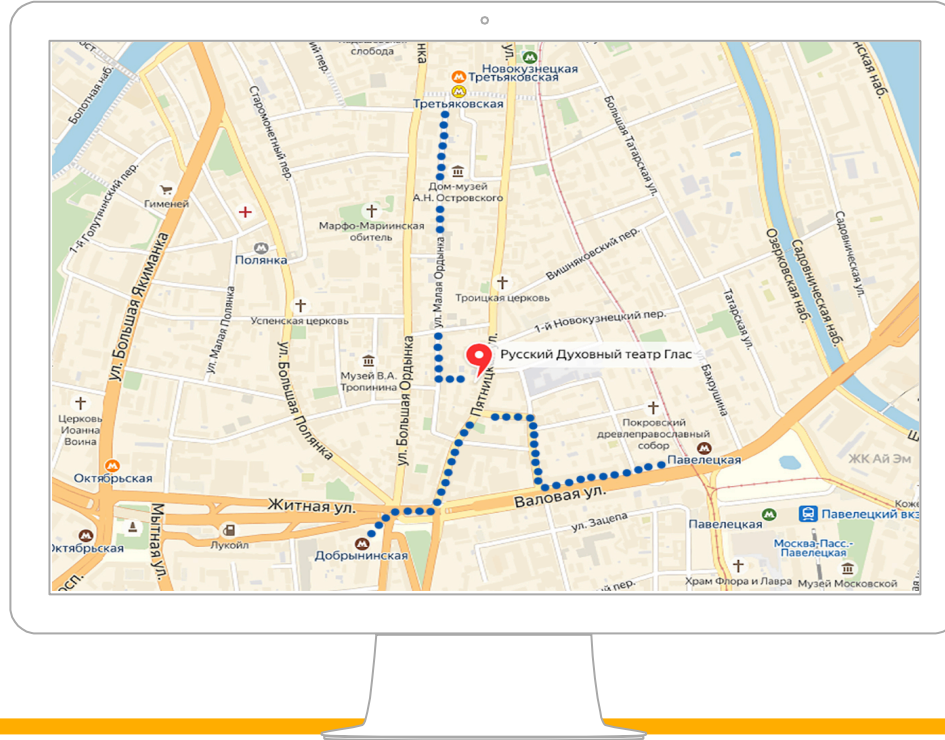 слобода
Болотная наб.
Старомонетный пер.
ул.
Новокузнецкая
Третьяковская
Третьяковская
Большая Татарская ул.
1-й Голутвинский пер.
Гименей
Дом-музей
А.Н. Островского
Марфо-Мариинская
обитель
Полянка
ул. Большая Якиманка
ул. Малая Полянка
Успенская церковь
ул. Большая Полянка
ул. Малая Ордынка
ул. Большая Ордынка
Троицкая церковь
Вишняковский пер.
1-й Новокузнецкий пер.
Татарская ул.
Озерковская наб.
Садовническая наб.
Садовническая ул.
Русский Духовный театр Глас
Музей В.А.
Тропинина
Бахрушина
Церковь
Иоанна
Воина
Покровский
древлеправославный
собор
Павелецкая
ЖК Ай Эм
Октябрьская
Житная ул.
Валовая ул.
ул. Зацепа
Мытная ул.
Лукойл
Добрынинская
Павелецкая
Павелецкий вкз
Москва-Пасс.-
Павелецкая
Храм Флора и Лавра
Музей Московской